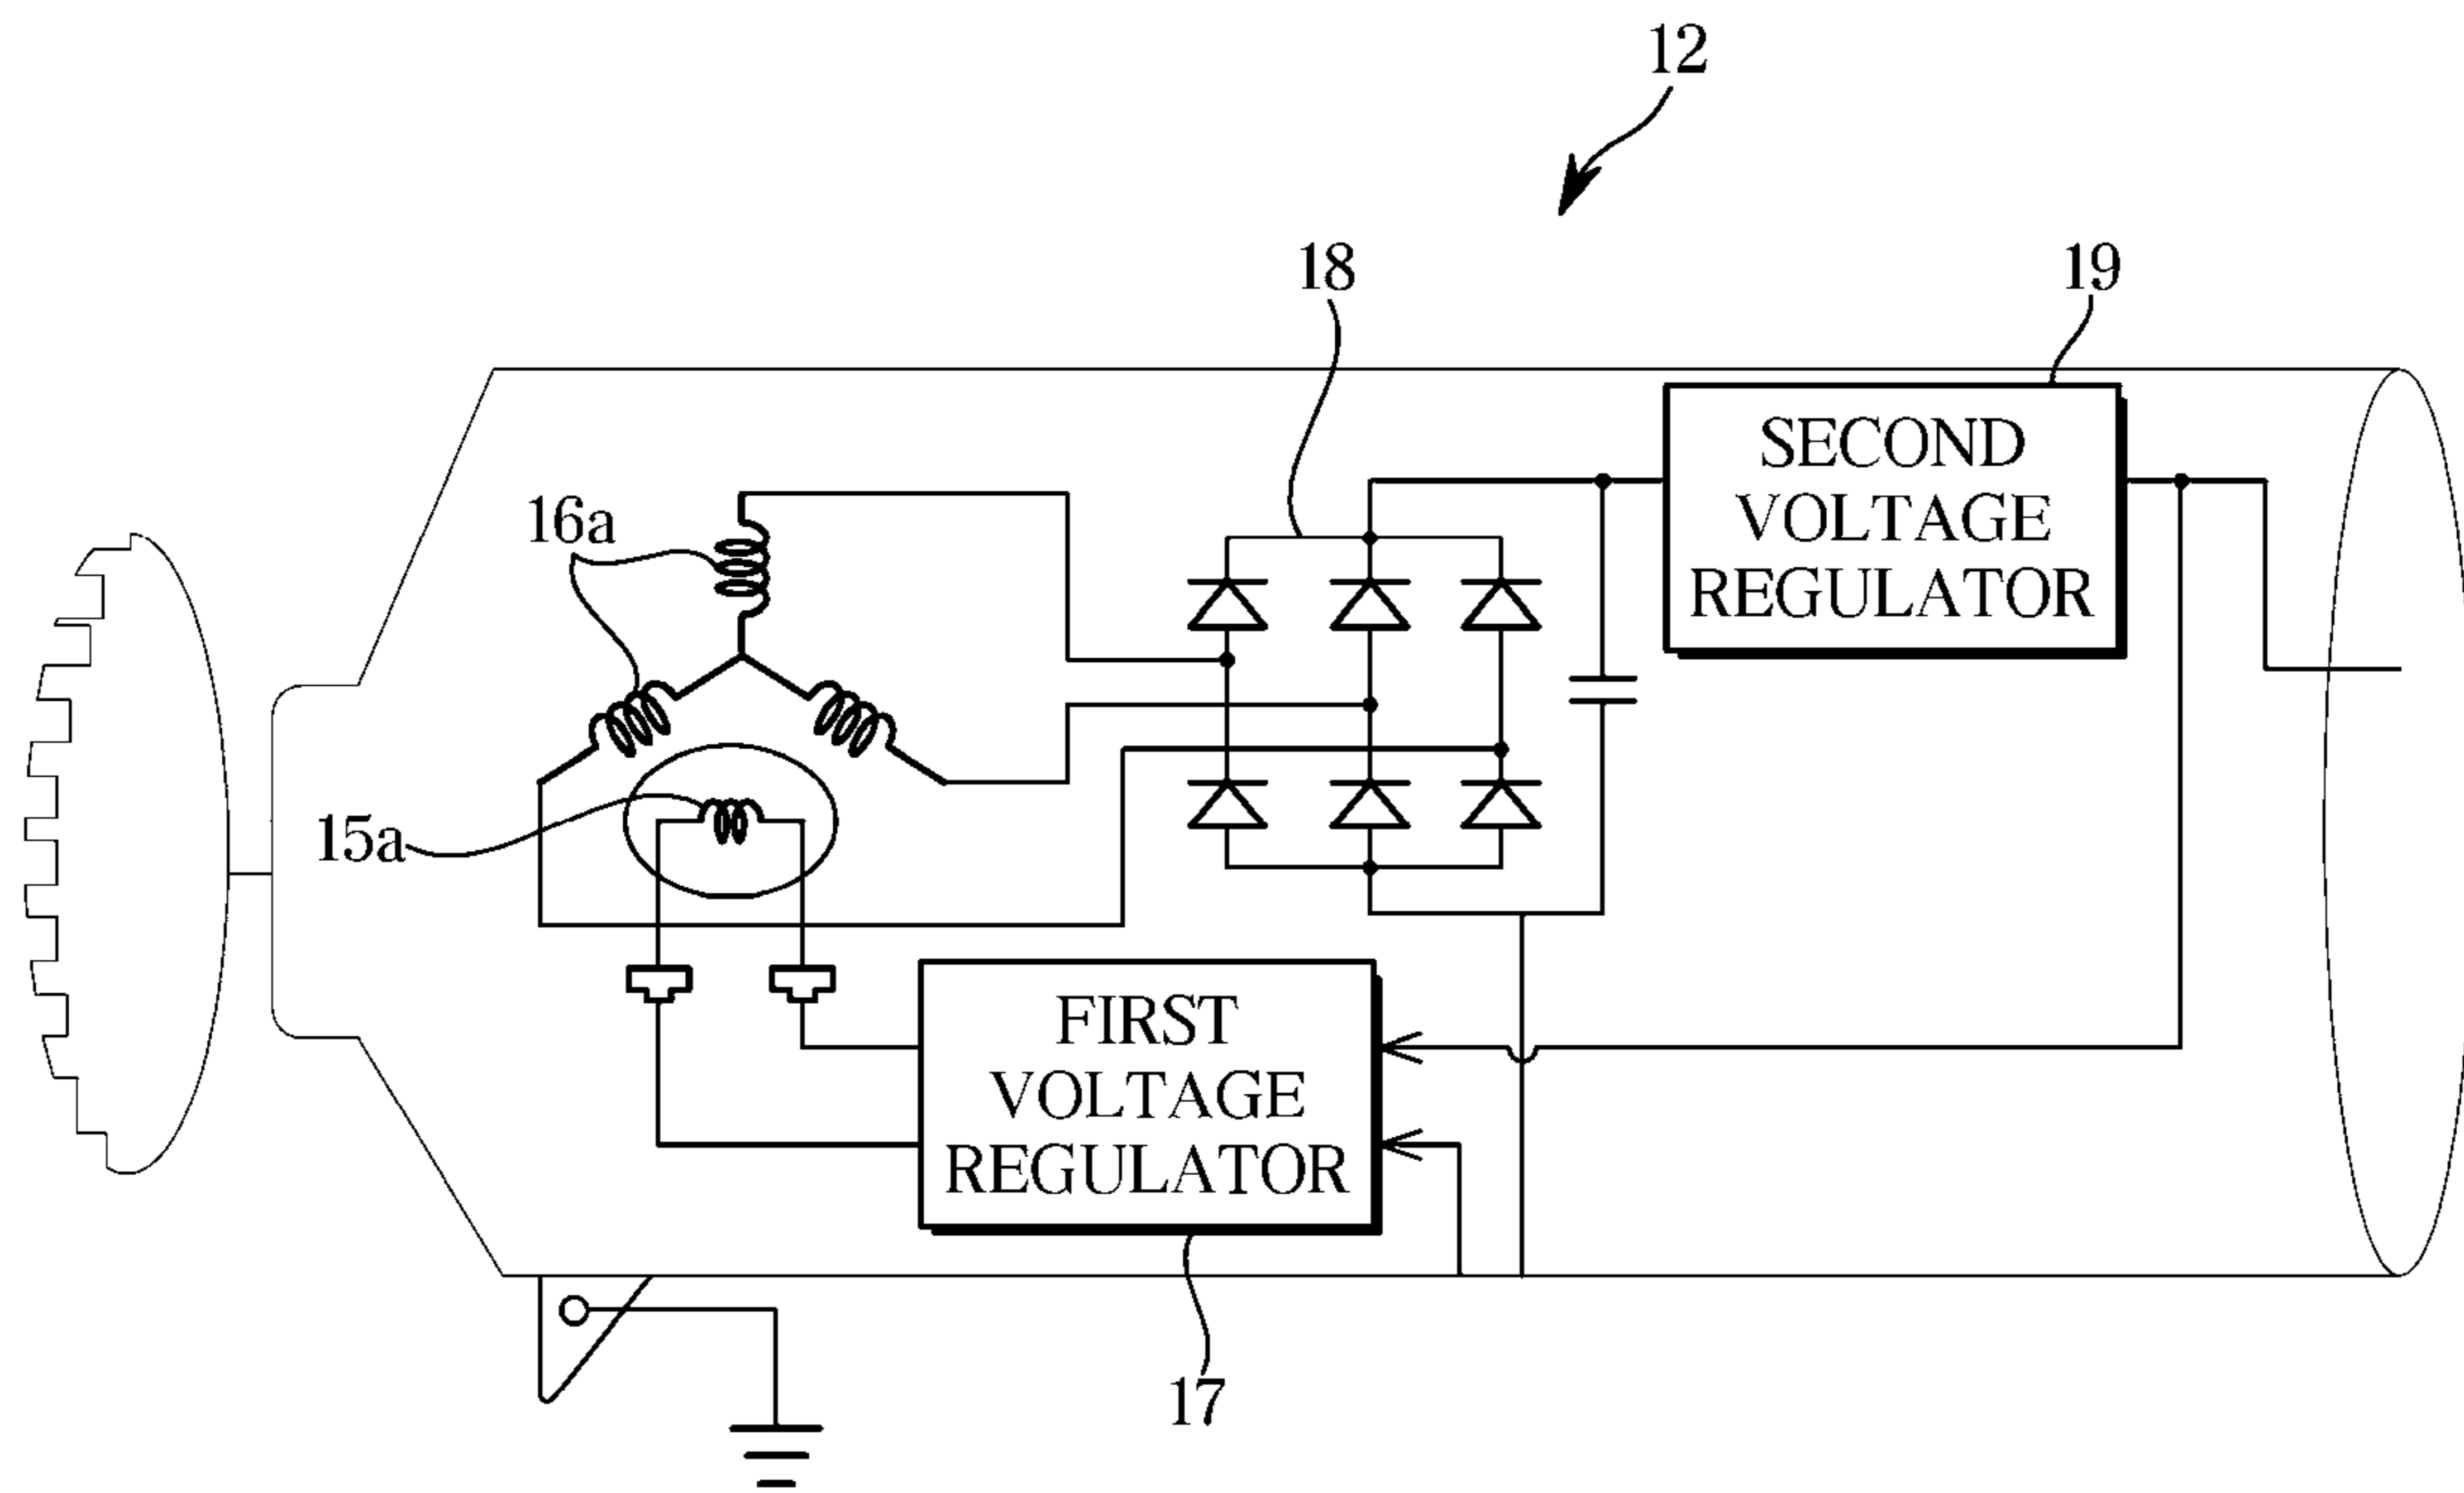 12
18
19
SECOND
VOLTAGE
REGULATOR
16a
15a
FIRST
VOLTAGE
REGULATOR
17